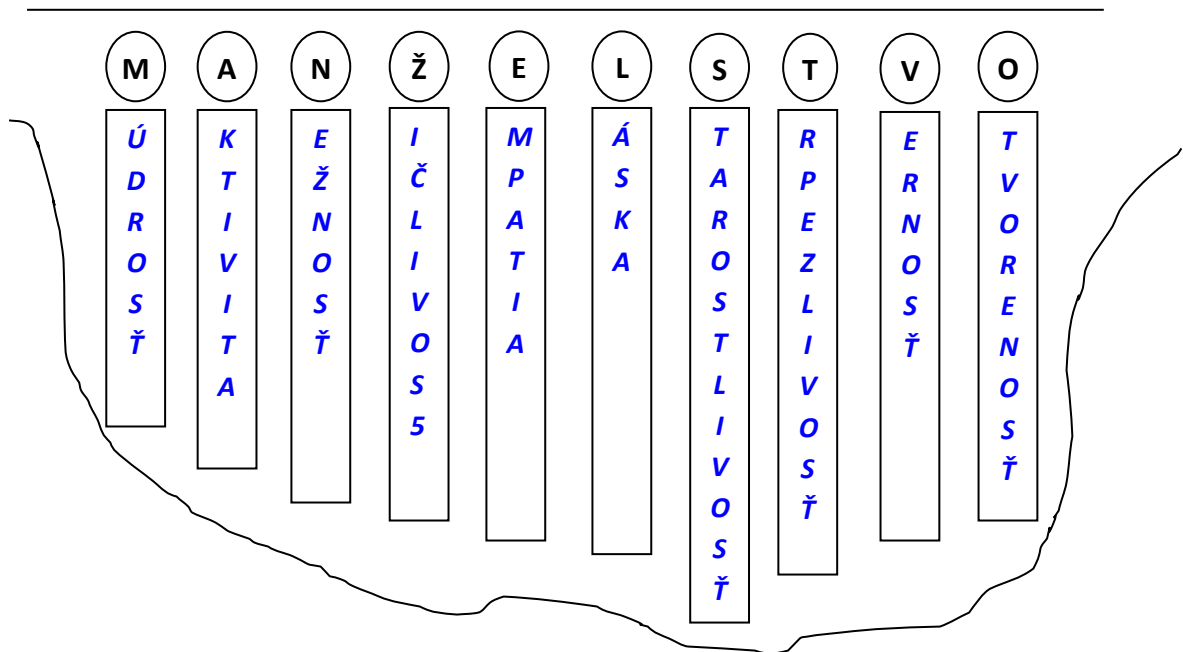 M A N Ž E L S T V O
ÚDROSŤ
KTIVITA
EŽNOSŤ
IČLIVOS5
MPATIA
ÁSKA
TAROSTLIVOSŤ
RPEZLIVOSŤ
ERNOSŤ
TVORENOSŤ